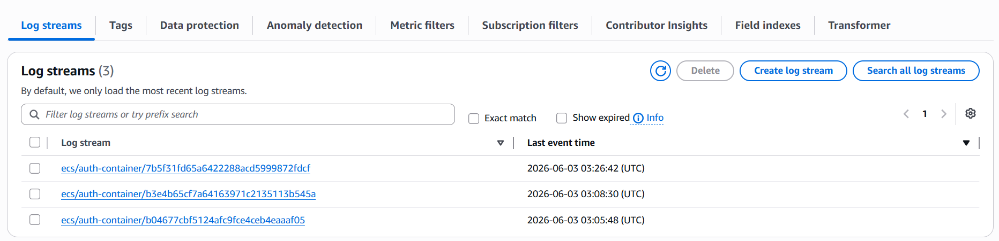 Log streams Tags Data protection Anomaly detection Metric filters Subscription filters Contributor Insights Field indexes Transformer
Log streams (3) Delete Create log stream Search all log streams
By default, we only load the most recent log streams.
Filter log streams or try prefix search Exact match Show expired Info 1
Log stream Last event time
ecs/auth-container/7b5f31fd65a6422288acd5999872fdcf 2026-06-03 03:26:42 (UTC)
ecs/auth-container/b3e4b65cf7a64163971c2135113b545a 2026-06-03 03:08:30 (UTC)
ecs/auth-container/b04677cbf5124afc9fce4ceb4eaaaf05 2026-06-03 03:05:48 (UTC)